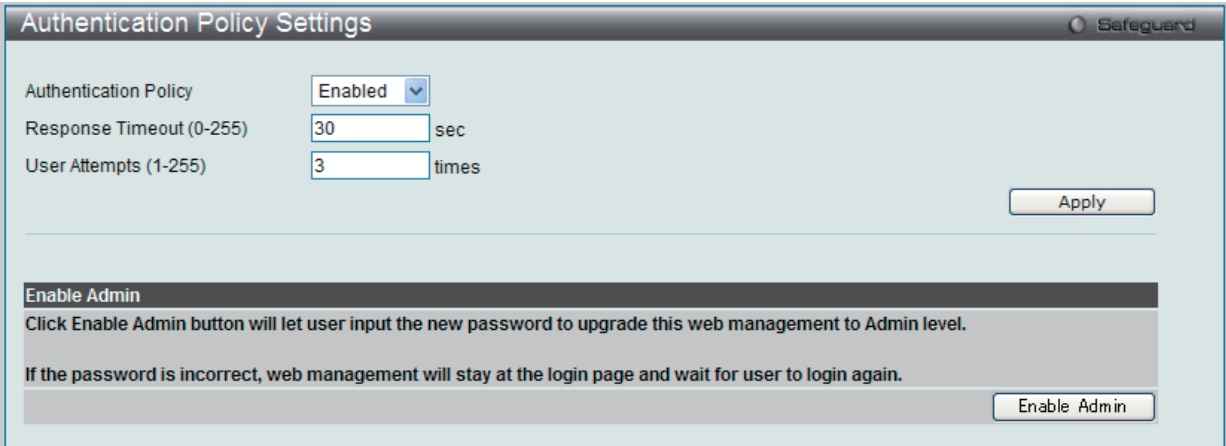 Authentication Policy Settings
Safeguard
Authentication Policy Enabled
Response Timeout (0-255) 30 sec
User Attempts (1-255) 3 times
Apply
Enable Admin
Click Enable Admin button will let user input the new password to upgrade this web management to Admin level.
If the password is incorrect, web management will stay at the login page and wait for user to login again.
Enable Admin